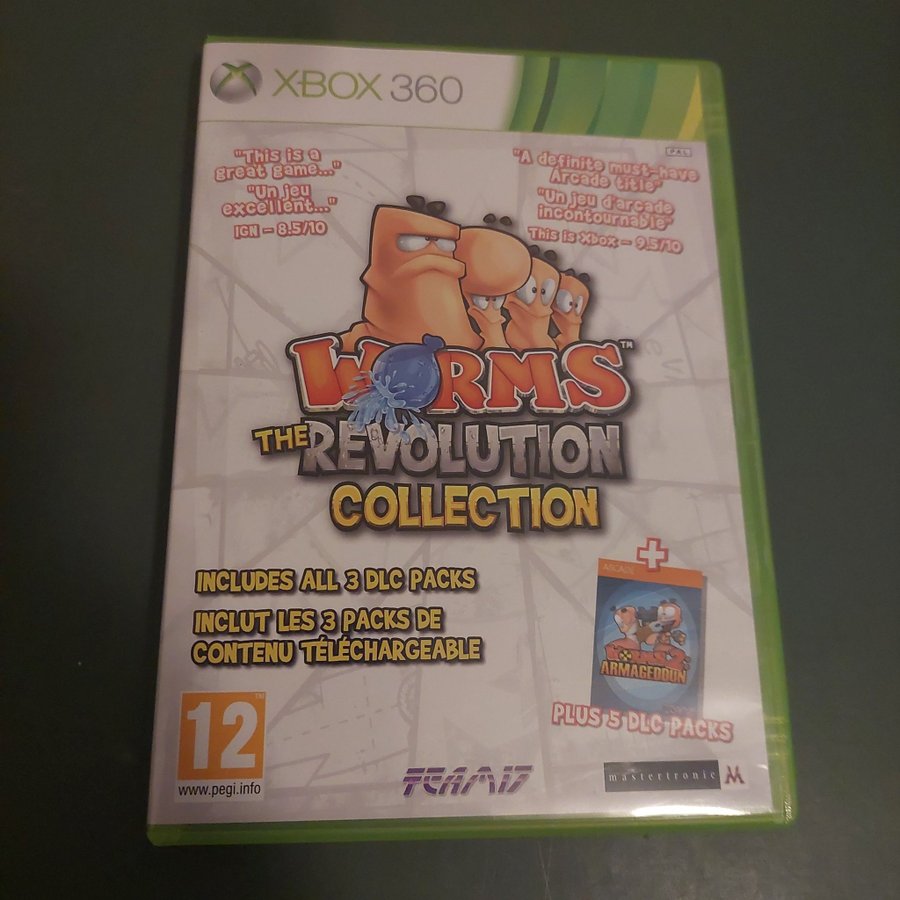 XBOX 360
PAL
"This is a
great game..."
"Un jeu
excellent..."
IGN - 8.5/10
"A definite must-have
Arcade title"
"Un jeu d'arcade
incontournable"
This is Xbox - 9.5/10
WORMS™
THE REVOLUTION
COLLECTION
INCLUDES ALL 3 DLC PACKS
INCLUT LES 3 PACKS DE
CONTENU TÉLÉCHARGEABLE
+
ARCADE
WORMS 2
ARMAGEDDON
PLUS 5 DLC PACKS
12
www.pegi.info
TEAM17
mastertronic M